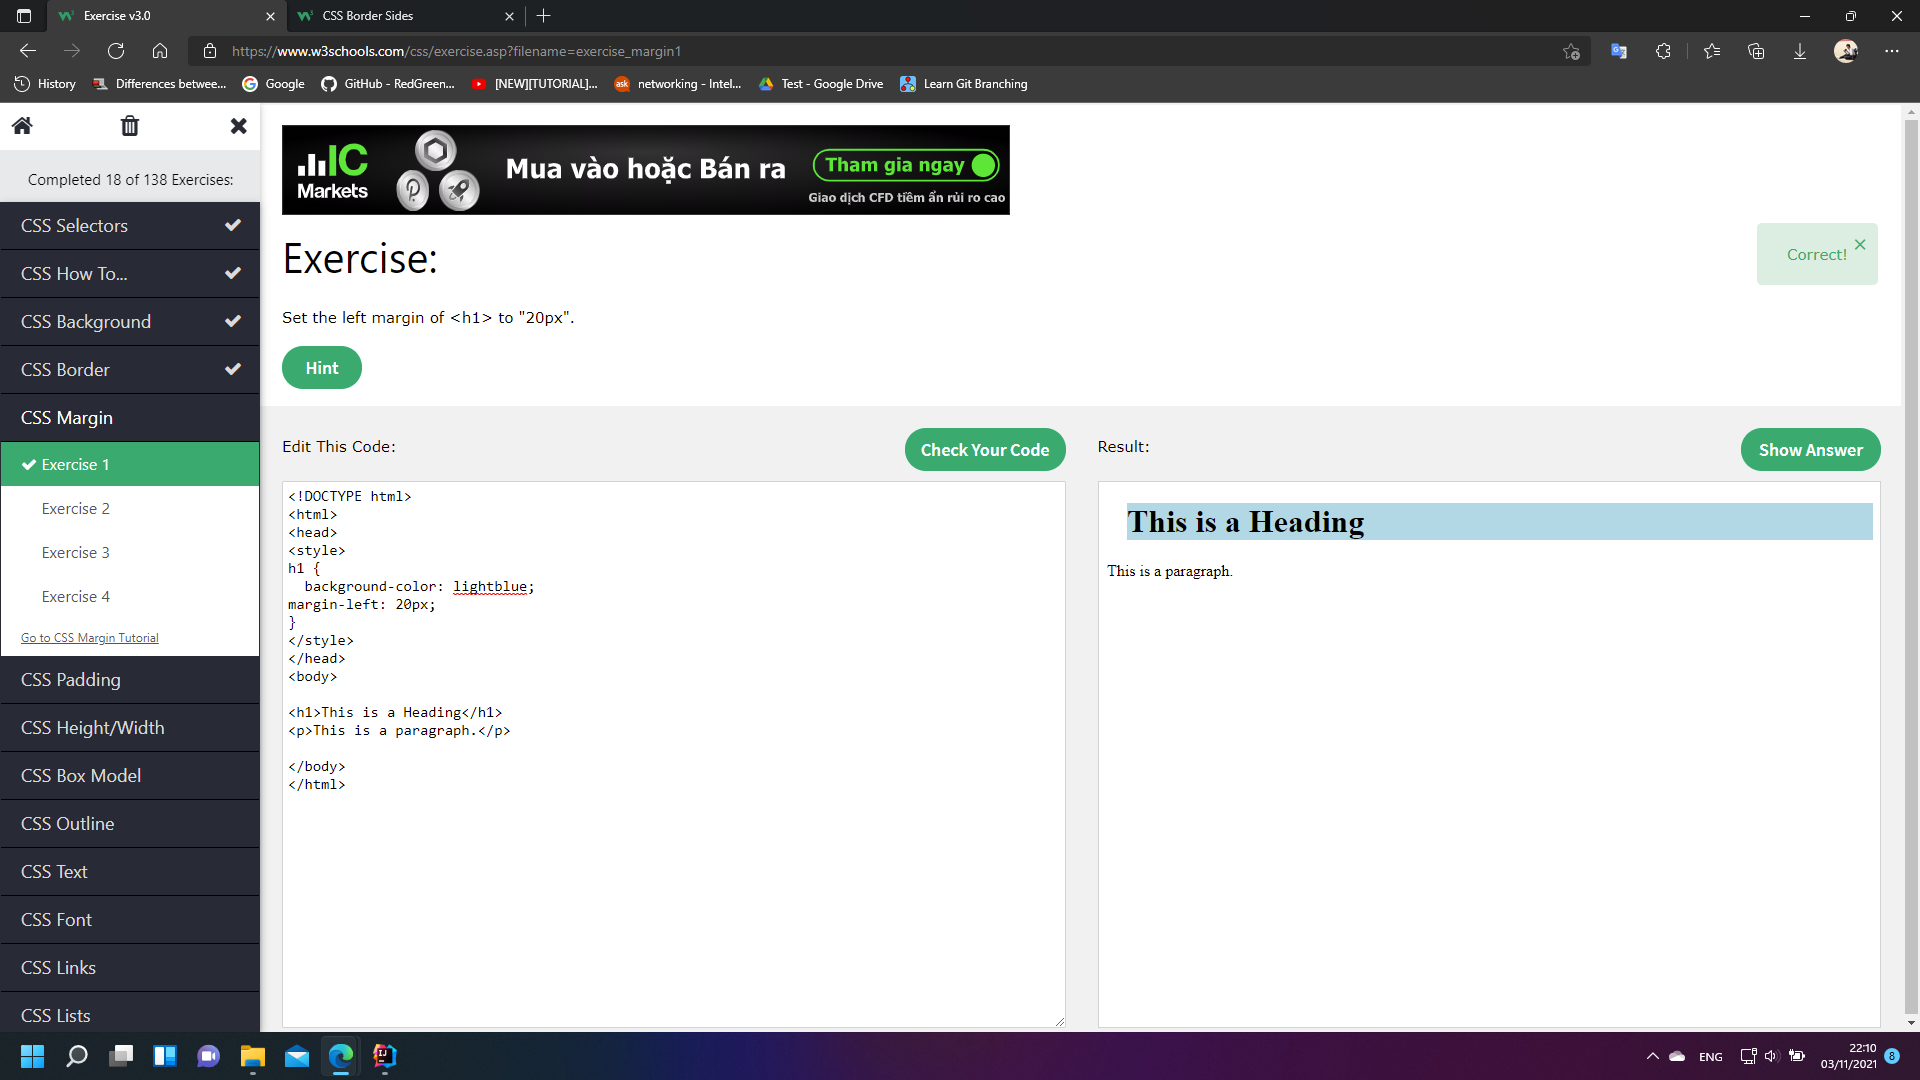 Exercise v3.0
CSS Border Sides
https://www.w3schools.com/css/exercise.asp?filename=exercise_margin1
History
Differences betwee...
Google
GitHub - RedGreen...
[NEW][TUTORIAL]...
networking - Intel...
Test - Google Drive
Learn Git Branching
Completed 18 of 138 Exercises:
CSS Selectors
CSS How To...
CSS Background
CSS Border
CSS Margin
Exercise 1
Exercise 2
Exercise 3
Exercise 4
Go to CSS Margin Tutorial
CSS Padding
CSS Height/Width
CSS Box Model
CSS Outline
CSS Text
CSS Font
CSS Links
CSS Lists
IC
Markets
Mua vào hoặc Bán ra
Tham gia ngay
Giao dịch CFD tiềm ẩn rủi ro cao
Exercise:
Correct!
Set the left margin of <h1> to "20px".
Hint
Edit This Code:
Check Your Code
<!DOCTYPE html>
<html>
<head>
<style>
h1 {
  background-color: lightblue;
margin-left: 20px;
}
</style>
</head>
<body>
<h1>This is a Heading</h1>
<p>This is a paragraph.</p>
</body>
</html>
Result:
Show Answer
This is a Heading
This is a paragraph.
ENG
22:10
03/11/2021
8